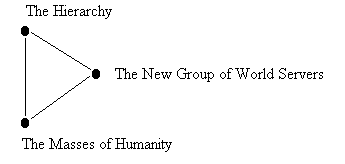 The Hierarchy
The New Group of World Servers
The Masses of Humanity